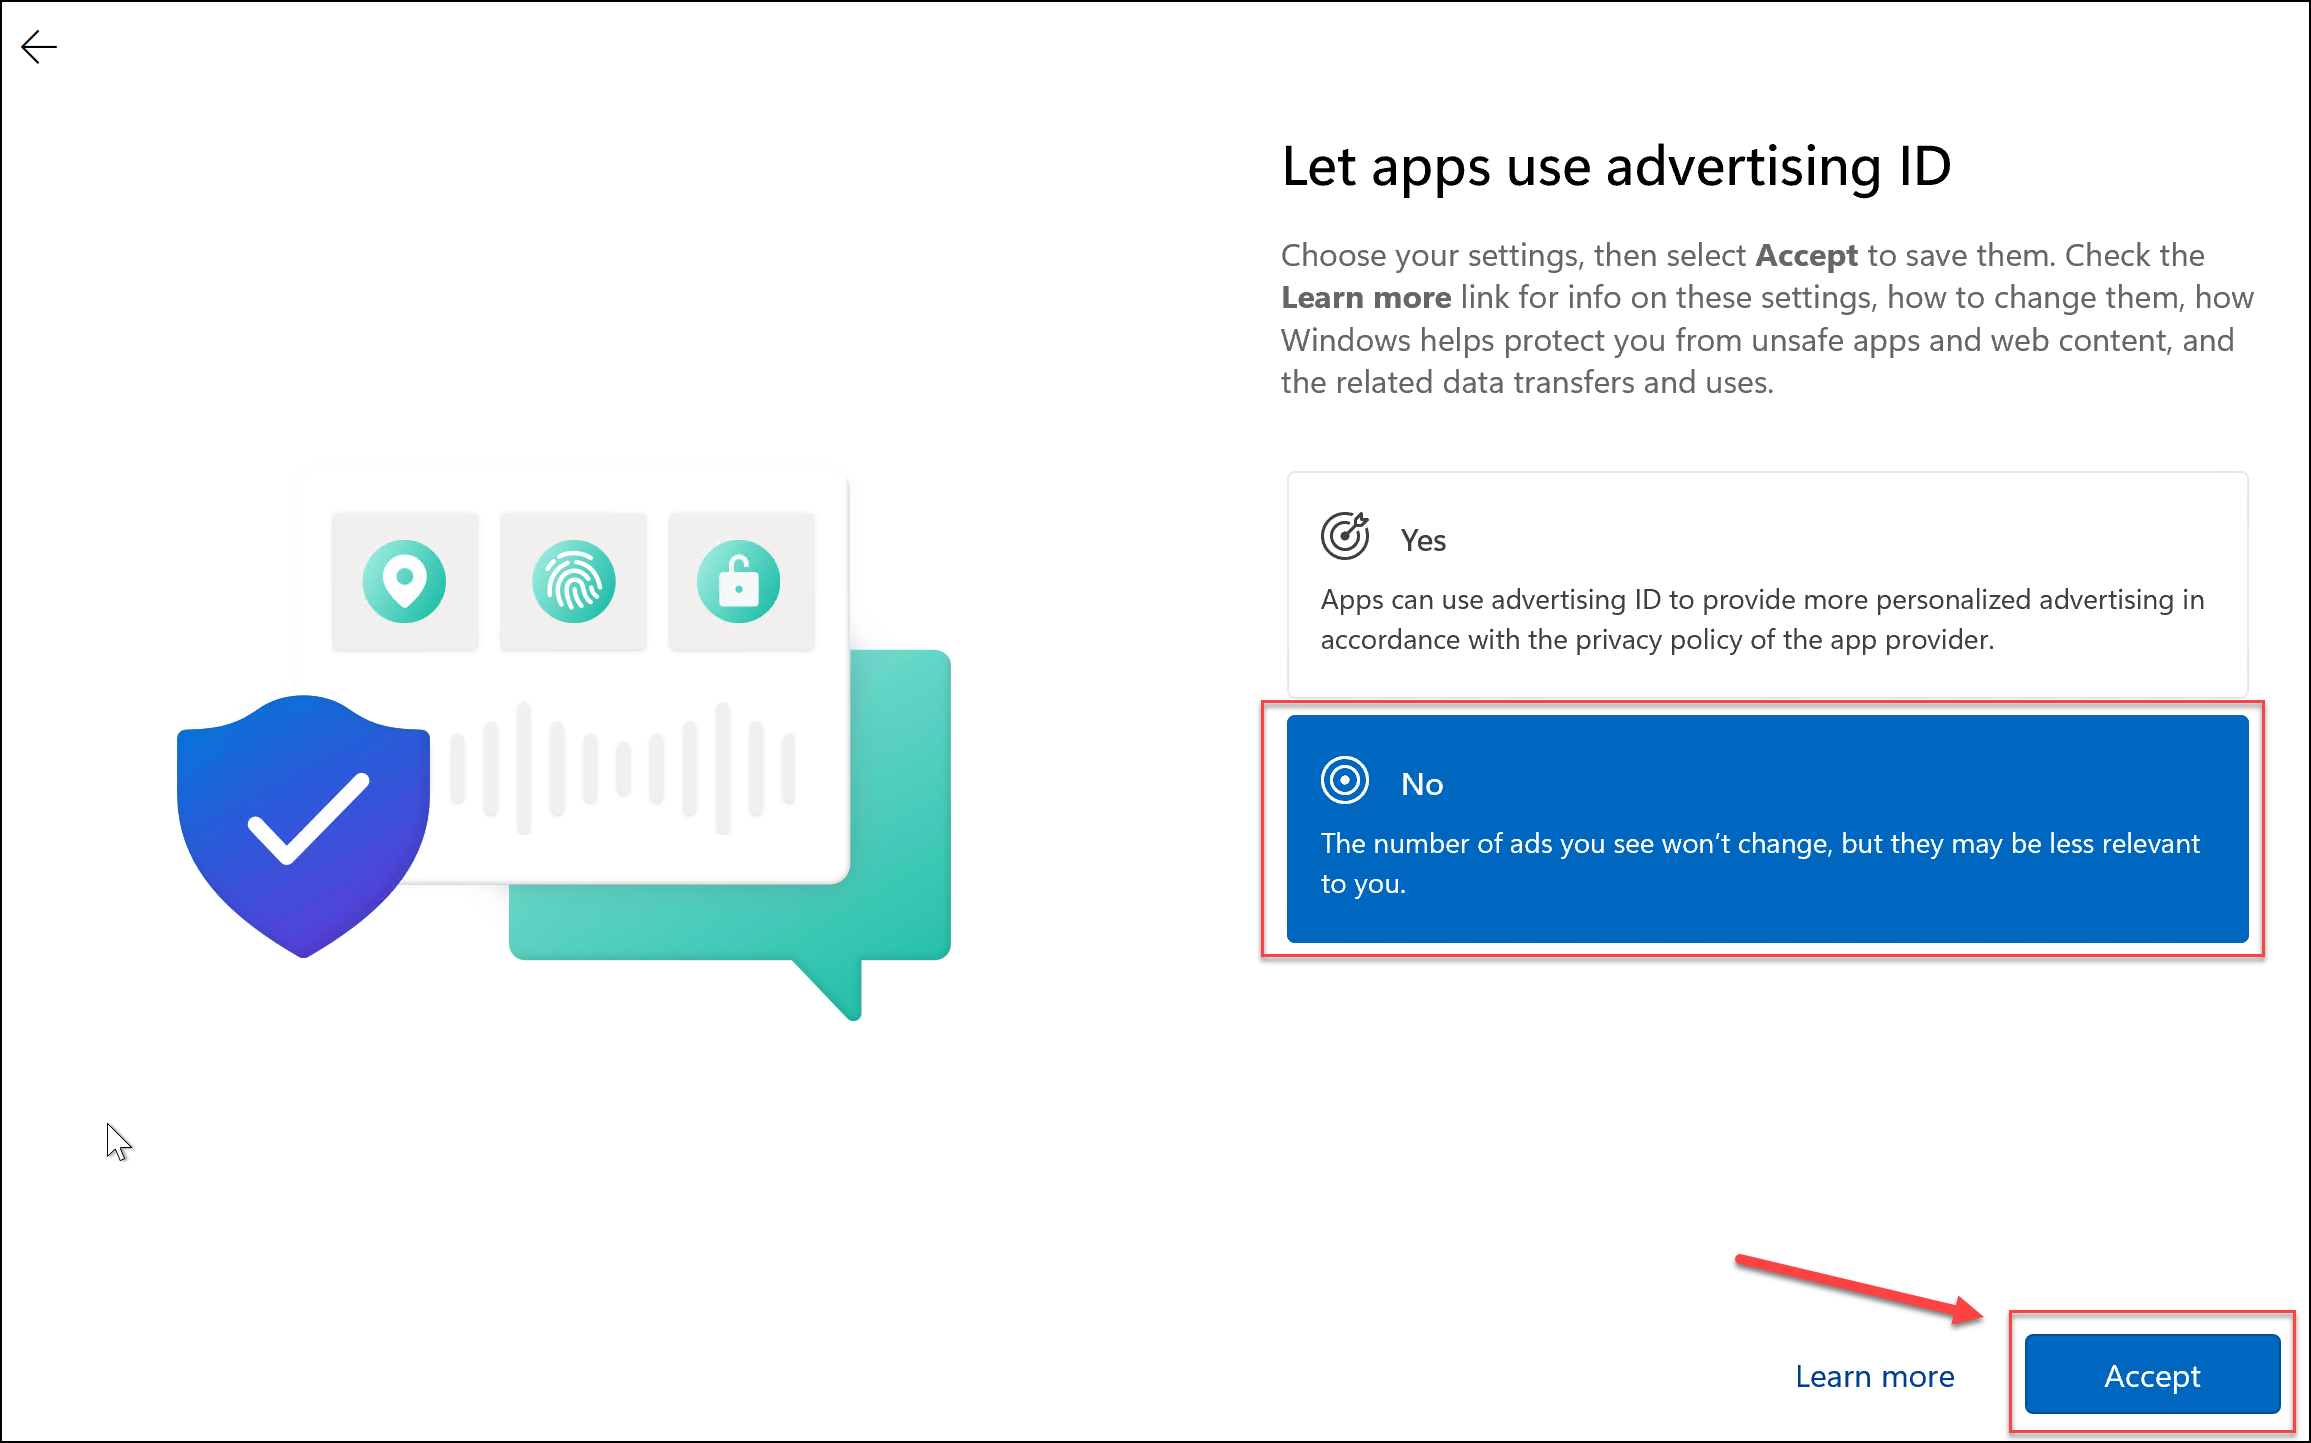 Let apps use advertising ID
Choose your settings, then select Accept to save them. Check the
Learn more link for info on these settings, how to change them, how
Windows helps protect you from unsafe apps and web content, and
the related data transfers and uses.
Yes
Apps can use advertising ID to provide more personalized advertising in
accordance with the privacy policy of the app provider.
No
The number of ads you see won’t change, but they may be less relevant
to you.
Learn more
Accept